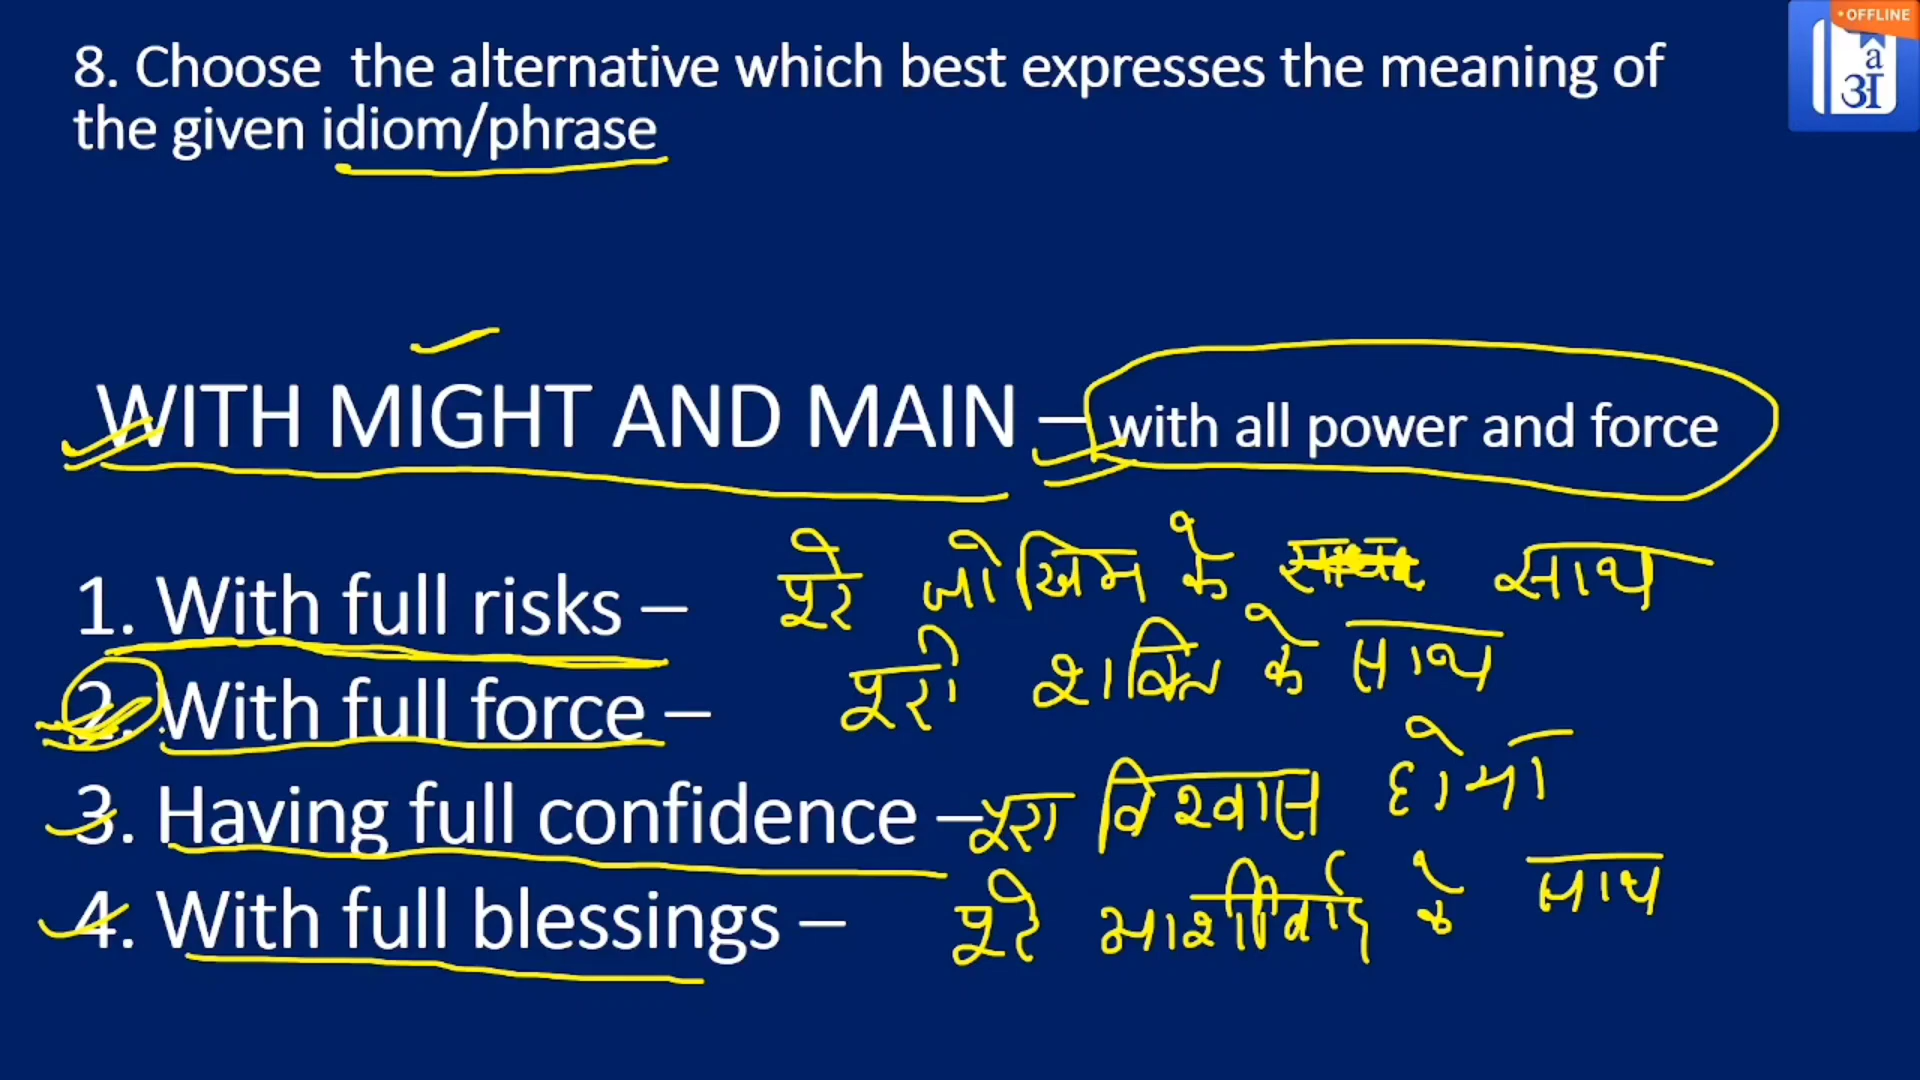 • OFFLINE
a
अ
8. Choose the alternative which best expresses the meaning of
the given idiom/phrase
WITH MIGHT AND MAIN – with all power and force
1. With full risks – पूरे जोखिम के साथ
2. With full force – पूरी शक्ति के साथ
3. Having full confidence – पूरा विश्वास होना
4. With full blessings – पूरे आशीर्वाद के साथ